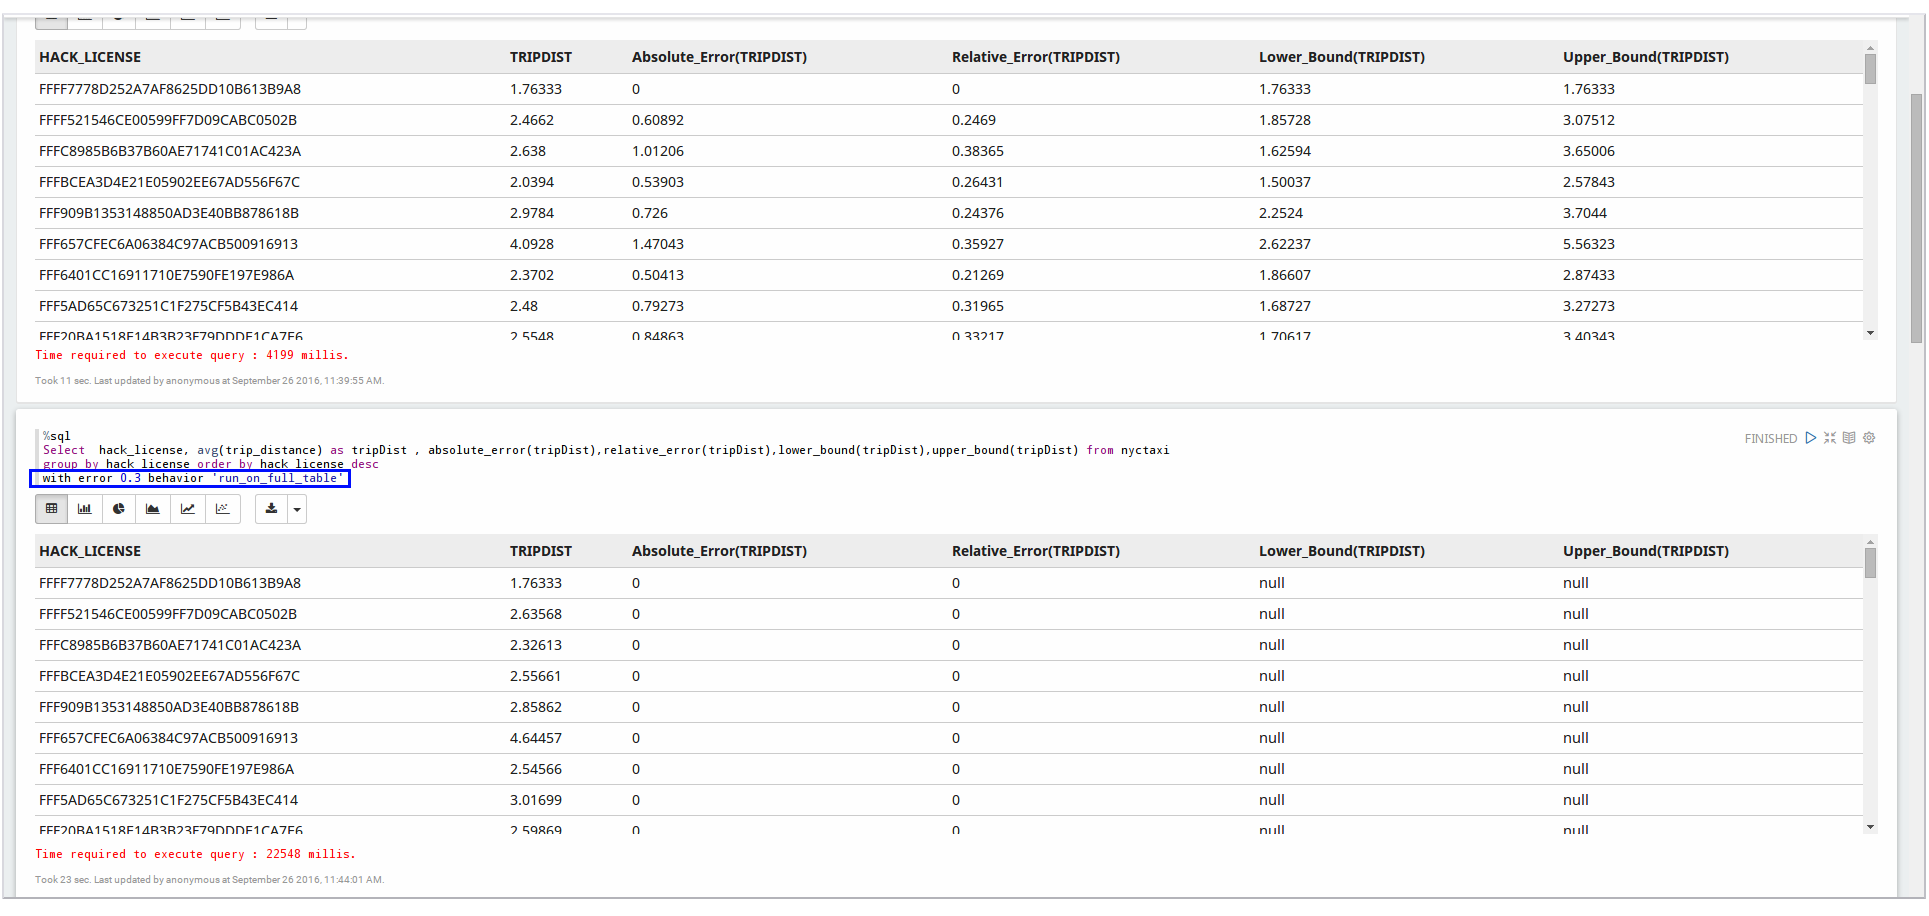 HACK_LICENSE TRIPDIST Absolute_Error(TRIPDIST) Relative_Error(TRIPDIST) Lower_Bound(TRIPDIST) Upper_Bound(TRIPDIST)
FFFF7778D252A7AF8625DD10B613B9A8 1.76333 0 0 1.76333 1.76333
FFFF521546CE00599FF7D09CABC0502B 2.4662 0.60892 0.2469 1.85728 3.07512
FFFC8985B6B37B60AE71741C01AC423A 2.638 1.01206 0.38365 1.62594 3.65006
FFFBCEA3D4E21E05902EE67AD556F67C 2.0394 0.53903 0.26431 1.50037 2.57843
FFF909B1353148850AD3E40BB878618B 2.9784 0.726 0.24376 2.2524 3.7044
FFF657CFEC6A06384C97ACB500916913 4.0928 1.47043 0.35927 2.62237 5.56323
FFF6401CC16911710E7590FE197E986A 2.3702 0.50413 0.21269 1.86607 2.87433
FFF5AD65C673251C1F275CF5B43EC414 2.48 0.79273 0.31965 1.68727 3.27273
FFF20BA1518E14B3B23F79DDDF1CA7F6 2.5548 0.84863 0.33217 1.70617 3.40343
Time required to execute query : 4199 millis.
Took 11 sec. Last updated by anonymous at September 26 2016, 11:39:55 AM.
%sql
FINISHED
Select  hack_license, avg(trip_distance) as tripDist , absolute_error(tripDist),relative_error(tripDist),lower_bound(tripDist),upper_bound(tripDist) from nyctaxi
group by hack_license order by hack_license desc
with error 0.3 behavior 'run_on_full_table'
HACK_LICENSE TRIPDIST Absolute_Error(TRIPDIST) Relative_Error(TRIPDIST) Lower_Bound(TRIPDIST) Upper_Bound(TRIPDIST)
FFFF7778D252A7AF8625DD10B613B9A8 1.76333 0 0 null null
FFFF521546CE00599FF7D09CABC0502B 2.63568 0 0 null null
FFFC8985B6B37B60AE71741C01AC423A 2.32613 0 0 null null
FFFBCEA3D4E21E05902EE67AD556F67C 2.55661 0 0 null null
FFF909B1353148850AD3E40BB878618B 2.85862 0 0 null null
FFF657CFEC6A06384C97ACB500916913 4.64457 0 0 null null
FFF6401CC16911710E7590FE197E986A 2.54566 0 0 null null
FFF5AD65C673251C1F275CF5B43EC414 3.01699 0 0 null null
2.59869 0 0 null null
Time required to execute query : 22548 millis.
Took 23 sec. Last updated by anonymous at September 26 2016, 11:44:01 AM.